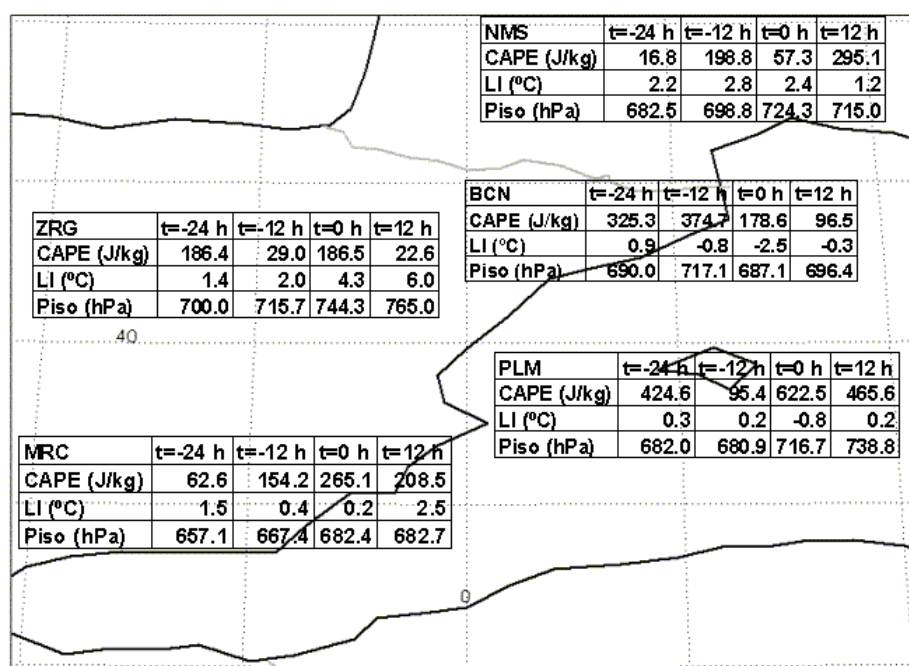 NMS t=-24 h t=-12 h t=0 h t=12 h
CAPE (J/kg) 16.8 198.8 57.3 295.1
LI (ºC) 2.2 2.8 2.4 1.2
Piso (hPa) 682.5 698.8 724.3 715.0
BCN t=-24 h t=-12 h t=0 h t=12 h
CAPE (J/kg) 325.3 374.7 178.6 96.5
LI (ºC) 0.9 -0.8 -2.5 -0.3
Piso (hPa) 690.0 717.1 687.1 696.4
ZRG t=-24 h t=-12 h t=0 h t=12 h
CAPE (J/kg) 186.4 29.0 186.5 22.6
LI (ºC) 1.4 2.0 4.3 6.0
Piso (hPa) 700.0 715.7 744.3 765.0
40
PLM t=-24 h t=-12 h t=0 h t=12 h
CAPE (J/kg) 424.6 95.4 622.5 465.6
LI (ºC) 0.3 0.2 -0.8 0.2
Piso (hPa) 682.0 680.9 716.7 738.8
MRC t=-24 h t=-12 h t=0 h t=12 h
CAPE (J/kg) 62.6 154.2 265.1 208.5
LI (ºC) 1.5 0.4 0.2 2.5
Piso (hPa) 657.1 667.4 682.4 682.7
0